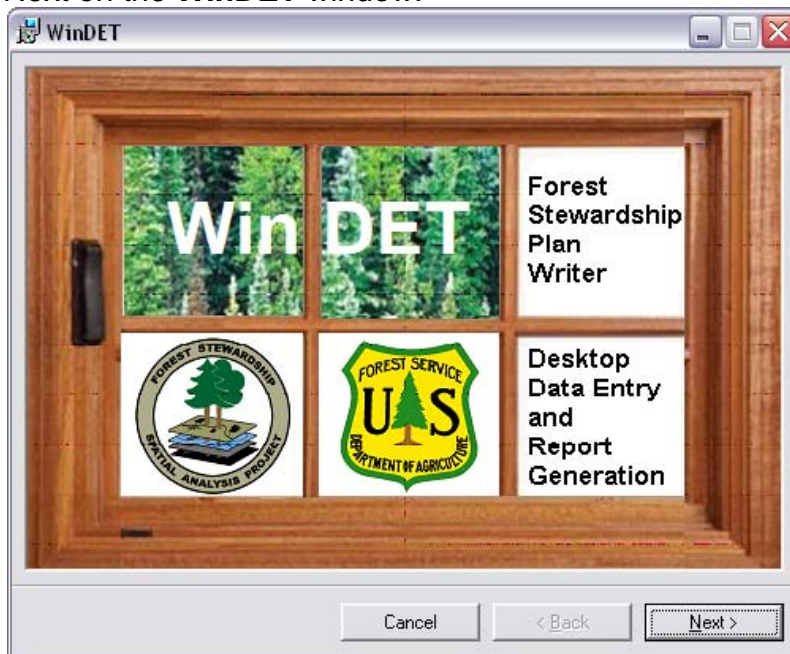 Next on the WinDET window.
WinDET
Win DET
Forest
Stewardship
Plan
Writer
FOREST STEWARDSHIP
SPATIAL ANALYSIS PROJECT
FOREST SERVICE
U S
DEPARTMENT OF AGRICULTURE
Desktop
Data Entry
and
Report
Generation
Cancel
< Back
Next >